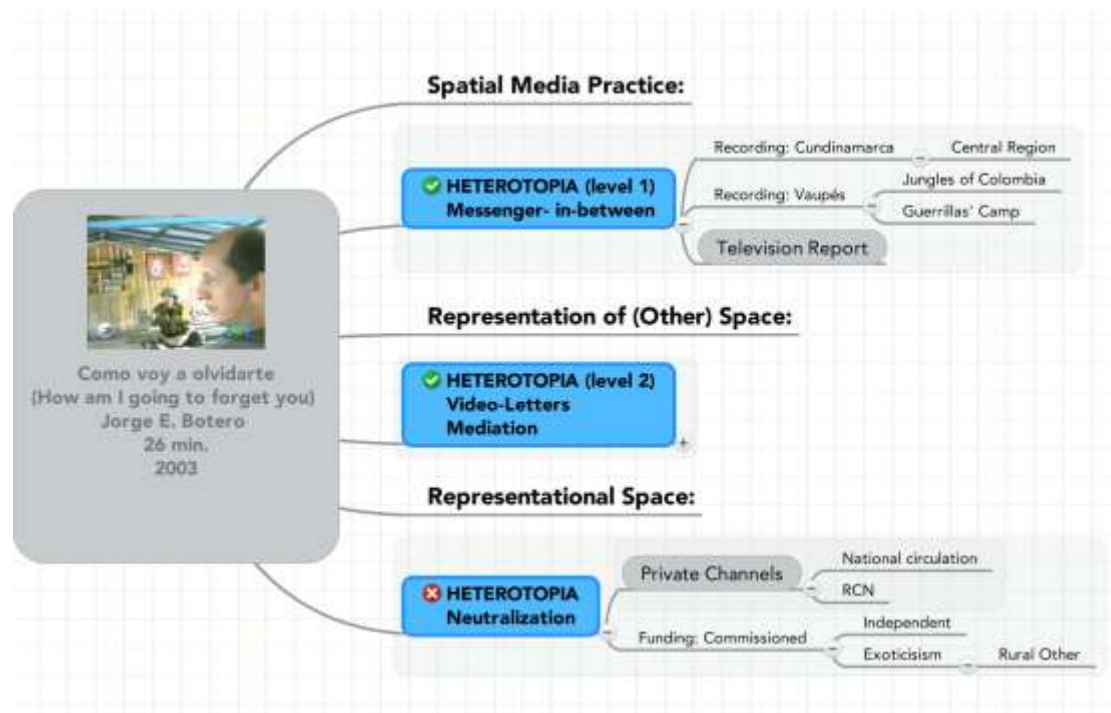 Spatial Media Practice:
HETEROTOPIA (level 1)
Messenger- in-between
Recording: Cundinamarca
Central Region
Recording: Vaupés
Jungles of Colombia
Guerrillas' Camp
Television Report
Como voy a olvidarte
(How am I going to forget you)
Jorge E. Botero
26 min.
2003
Representation of (Other) Space:
HETEROTOPIA (level 2)
Video-Letters
Mediation
Representational Space:
HETEROTOPIA
Neutralization
Private Channels
National circulation
RCN
Funding: Commissioned
Independent
Exoticisism
Rural Other